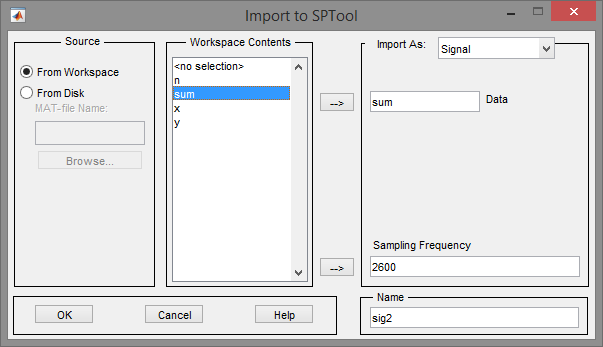 Import to SPTool
Source
From Workspace
From Disk
MAT-file Name:
Browse...
Workspace Contents
<no selection>
n
sum
x
y
-->
-->
Import As:
Signal
sum
Data
Sampling Frequency
2600
OK
Cancel
Help
Name
sig2